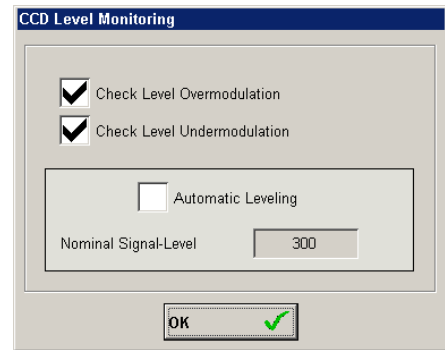 CCD Level Monitoring
Check Level Overmodulation
Check Level Undermodulation
Automatic Leveling
Nominal Signal-Level 300
OK